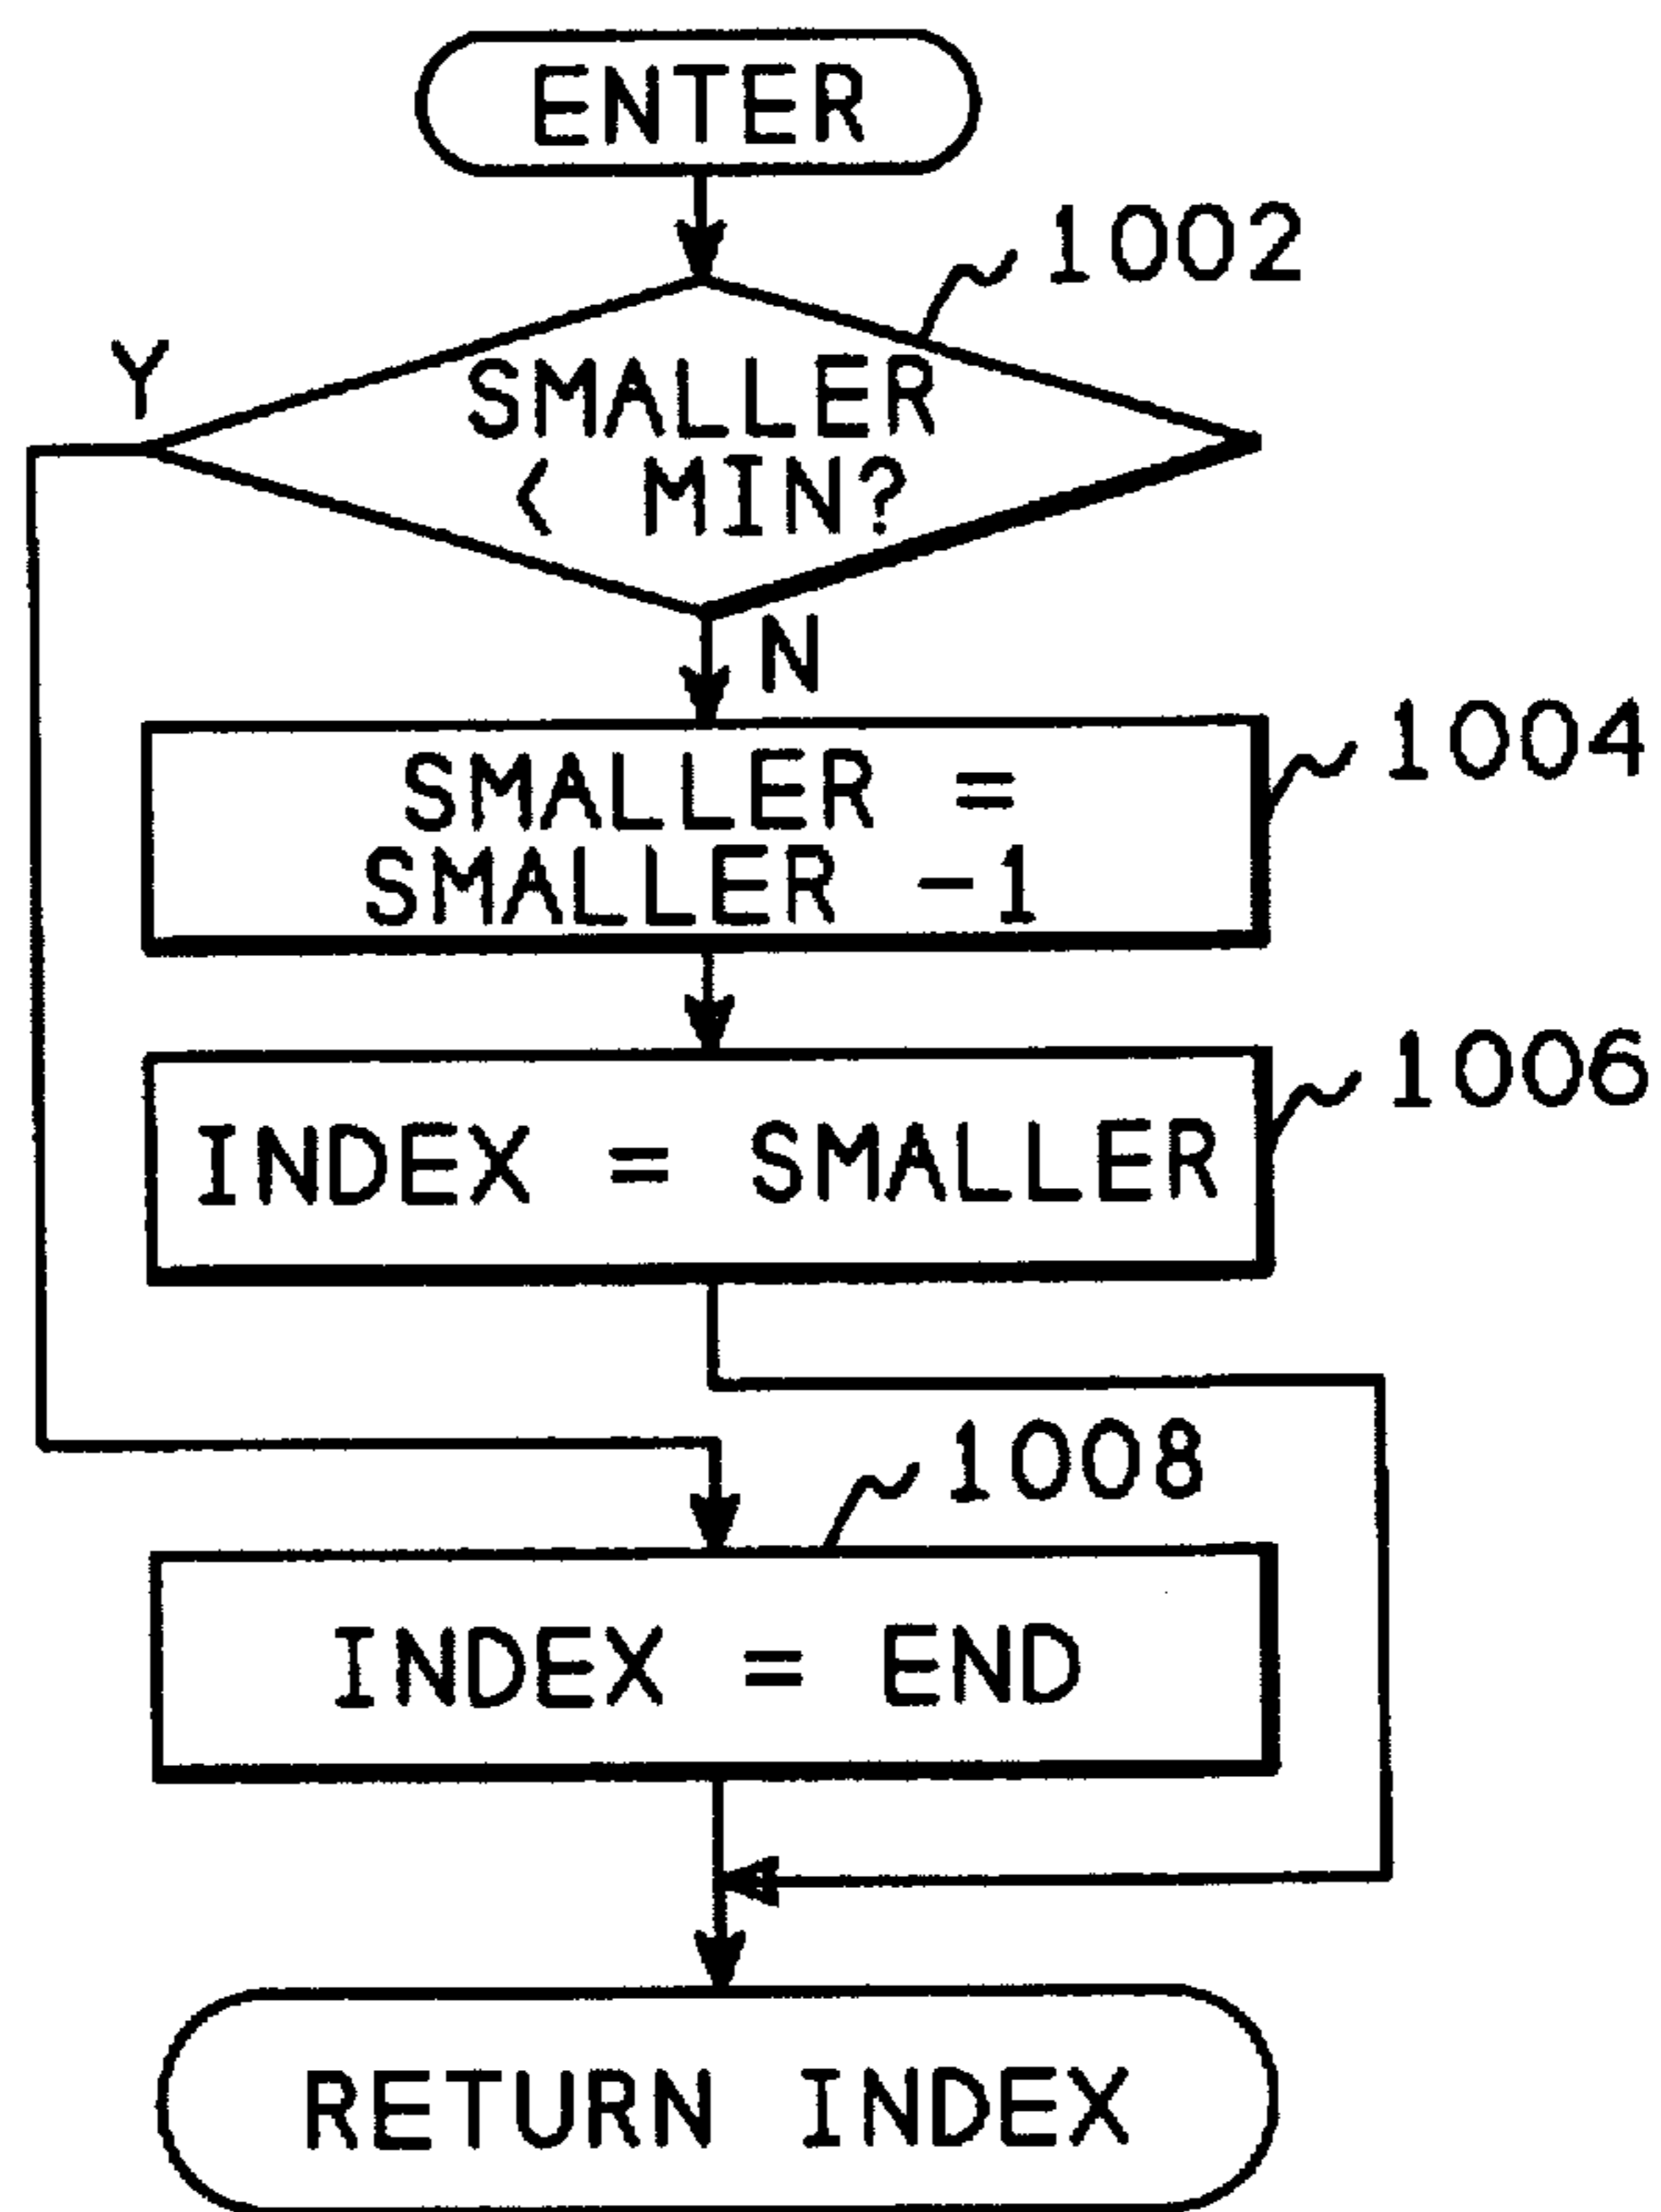 ENTER
1002
Y
SMALLER
< MIN?
N
1004
SMALLER =
SMALLER -1
1006
INDEX = SMALLER
1008
INDEX = END
RETURN INDEX